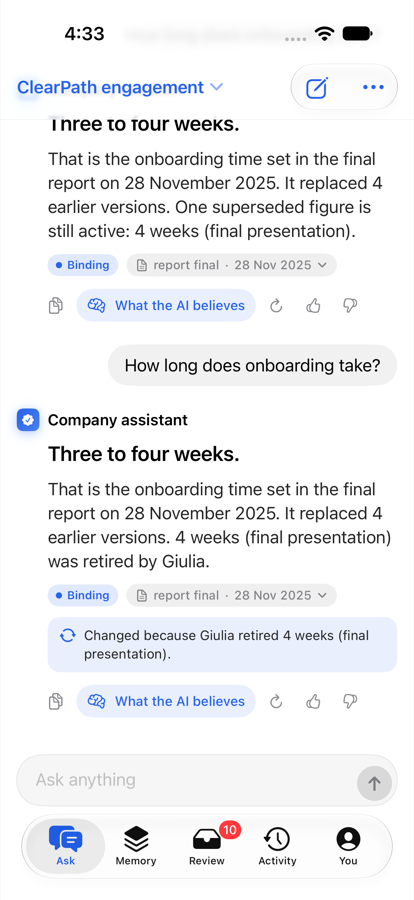 4:33
ClearPath engagement
Three to four weeks.
That is the onboarding time set in the final
report on 28 November 2025. It replaced 4
earlier versions. One superseded figure is
still active: 4 weeks (final presentation).
Binding
report final · 28 Nov 2025
What the AI believes
How long does onboarding take?
Company assistant
Three to four weeks.
That is the onboarding time set in the final
report on 28 November 2025. It replaced 4
earlier versions. 4 weeks (final presentation)
was retired by Giulia.
Binding
report final · 28 Nov 2025
Changed because Giulia retired 4 weeks (final
presentation).
What the AI believes
Ask anything
10
Ask
Memory
Review
Activity
You